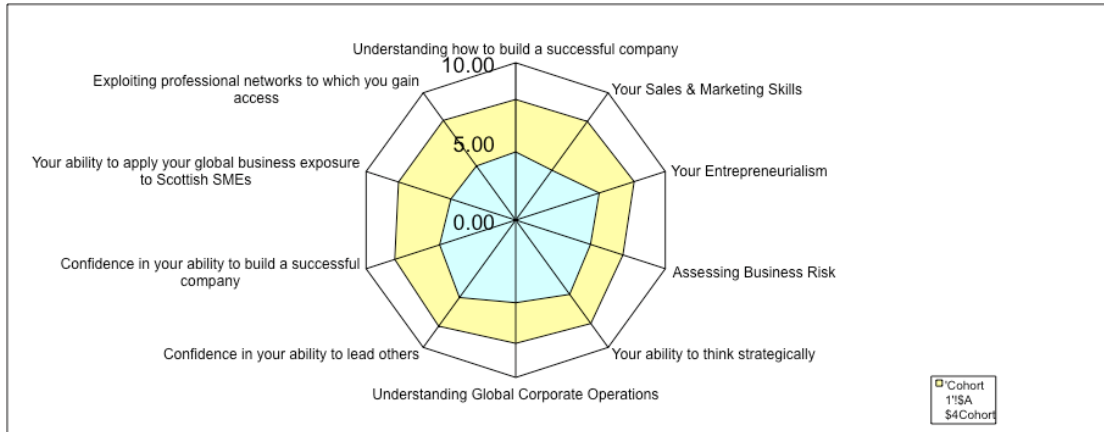 Understanding how to build a successful company
10.00
Exploiting professional networks to which you gain
access
Your Sales & Marketing Skills
5.00
Your ability to apply your global business exposure
to Scottish SMEs
Your Entrepreneurialism
0.00
Confidence in your ability to build a successful
company
Assessing Business Risk
Confidence in your ability to lead others
Your ability to think strategically
Understanding Global Corporate Operations
'Cohort
1'!$A
$4Cohort